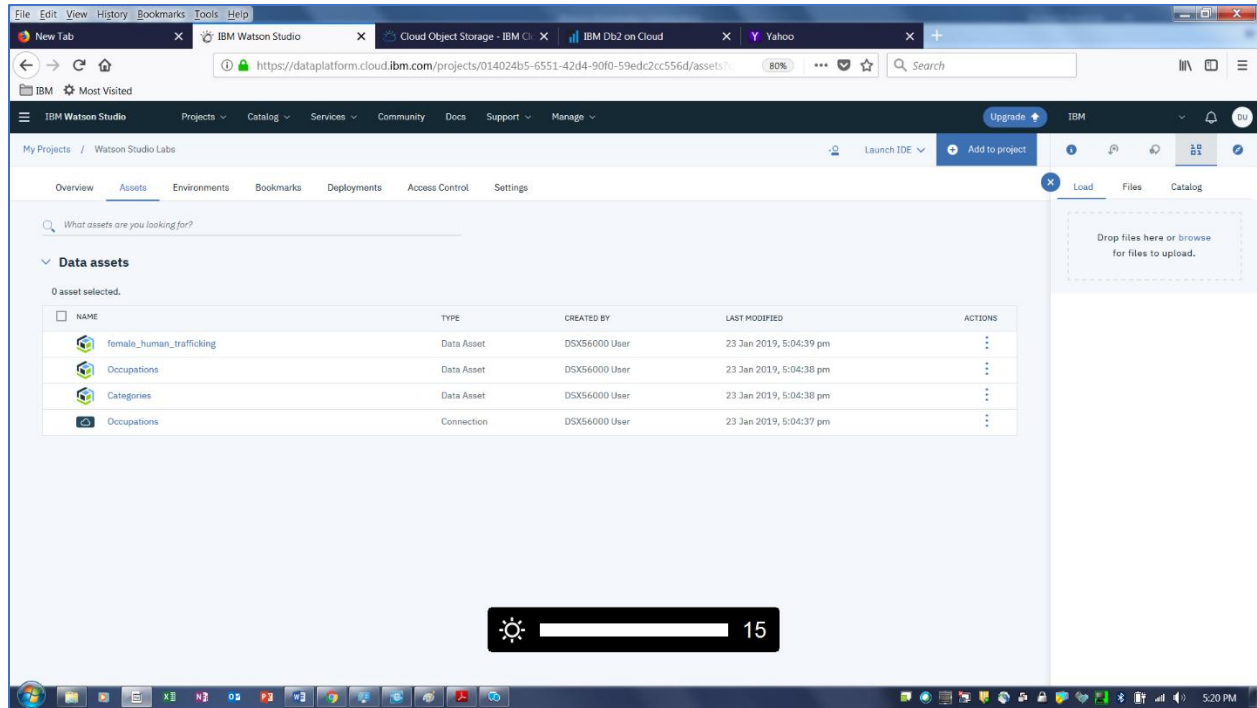 File Edit View History Bookmarks Tools Help
New Tab IBM Watson Studio Cloud Object Storage - IBM Cl IBM Db2 on Cloud Yahoo
https://dataplatform.cloud.ibm.com/projects/014024b5-6551-42d4-90f0-59edc2cc556d/assets? 80% Search
IBM Most Visited
IBM Watson Studio Projects Catalog Services Community Docs Support Manage Upgrade IBM DU
My Projects / Watson Studio Labs Launch IDE Add to project
Overview Assets Environments Bookmarks Deployments Access Control Settings Load Files Catalog
What assets are you looking for?
Drop files here or browse
for files to upload.
Data assets
0 asset selected.
NAME TYPE CREATED BY LAST MODIFIED ACTIONS
female_human_trafficking Data Asset DSX56000 User 23 Jan 2019, 5:04:39 pm
Occupations Data Asset DSX56000 User 23 Jan 2019, 5:04:38 pm
Categories Data Asset DSX56000 User 23 Jan 2019, 5:04:38 pm
Occupations Connection DSX56000 User 23 Jan 2019, 5:04:37 pm
15
5:20 PM